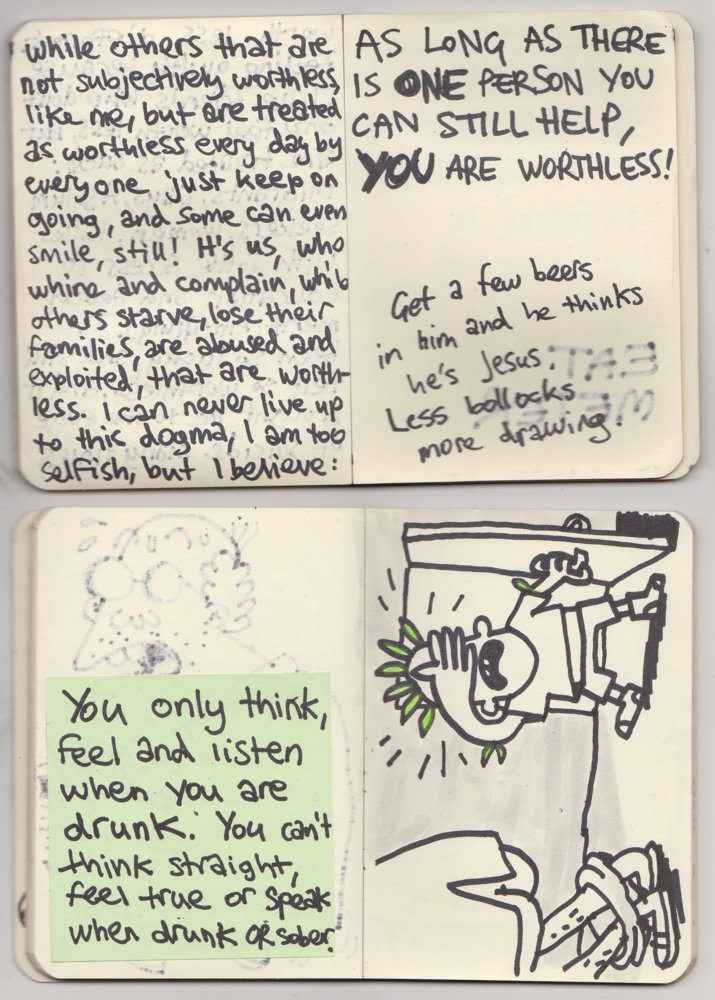 while others that are
not subjectively worthless,
like me, but are treated
as worthless every day by
everyone just keep on
going, and some can even
smile, still! It's us, who
whine and complain, while
others starve, lose their
families, are abused and
exploited, that are worth-
less. I can never live up
to this dogma, I am too
selfish, but I believe:
AS LONG AS THERE
IS ONE PERSON YOU
CAN STILL HELP,
YOU ARE WORTHLESS!
Get a few beers
in him and he thinks
he's Jesus.
Less bollocks
more drawing.
You only think,
feel and listen
when you are
drunk. You can't
think straight,
feel true or speak
when drunk OR sober.